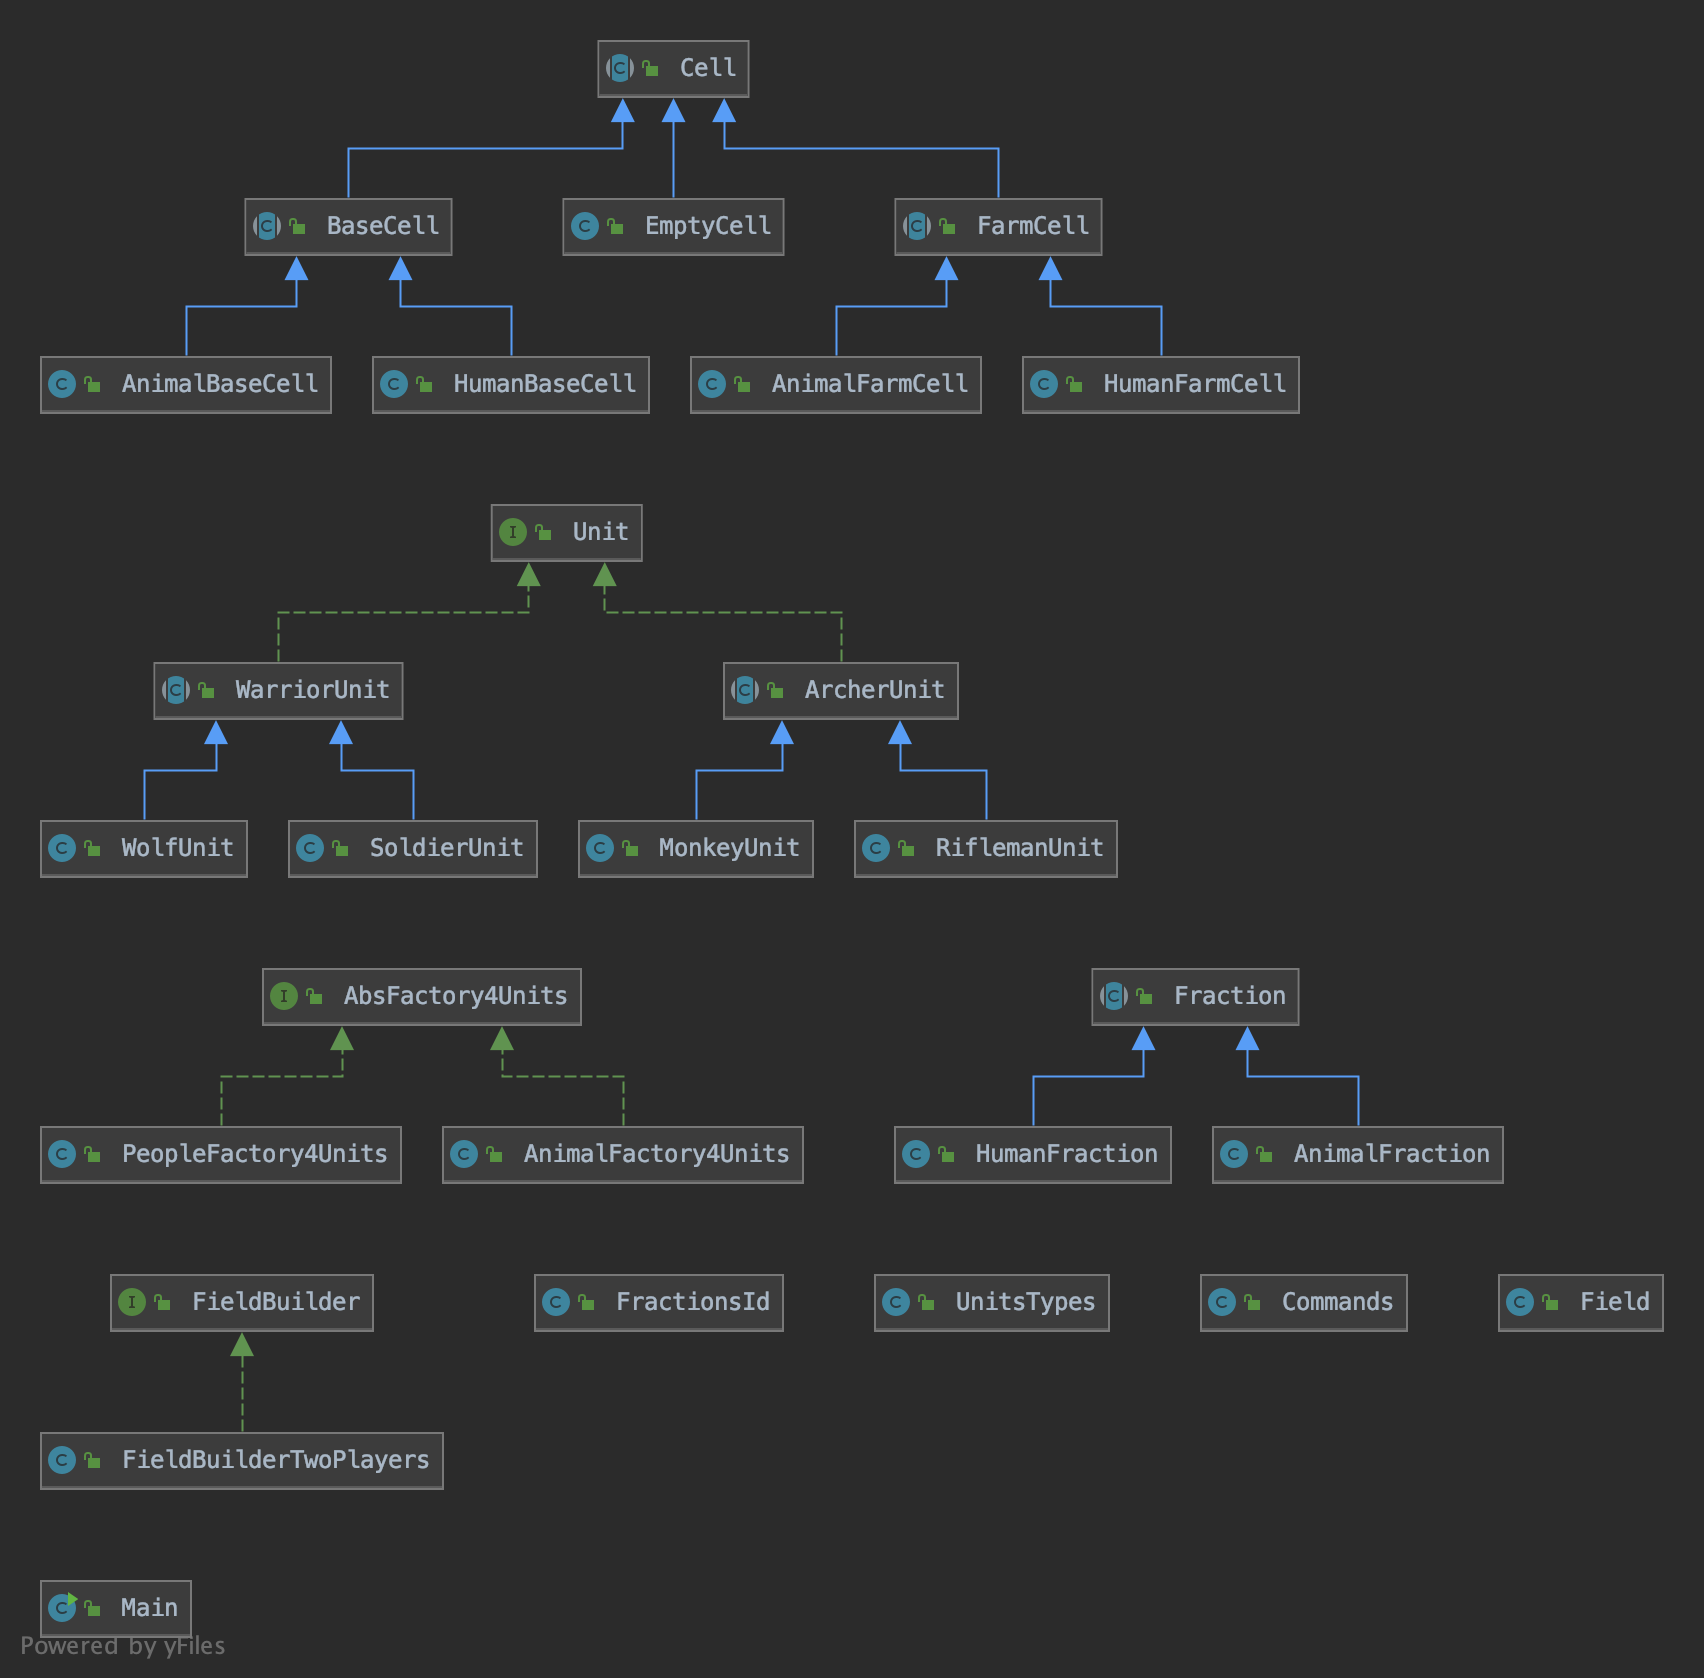 Cell
BaseCell
EmptyCell
FarmCell
AnimalBaseCell
HumanBaseCell
AnimalFarmCell
HumanFarmCell
Unit
WarriorUnit
ArcherUnit
WolfUnit
SoldierUnit
MonkeyUnit
RiflemanUnit
AbsFactory4Units
Fraction
PeopleFactory4Units
AnimalFactory4Units
HumanFraction
AnimalFraction
FieldBuilder
FractionsId
UnitsTypes
Commands
Field
FieldBuilderTwoPlayers
Main
Powered by yFiles